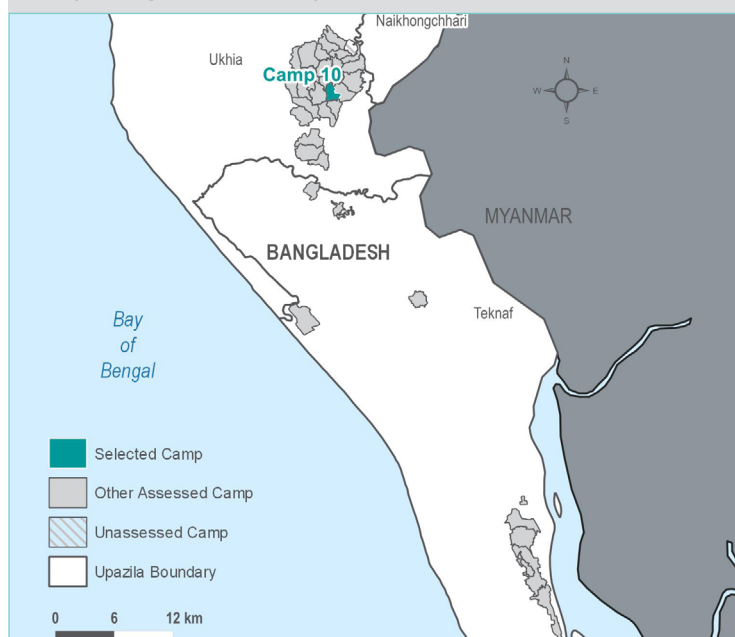 Naikhongchhari
Ukhia
Camp 10
N
W E
S
MYANMAR
BANGLADESH
Teknaf
Bay
of
Bengal
Selected Camp
Other Assessed Camp
Unassessed Camp
Upazila Boundary
0 6 12 km